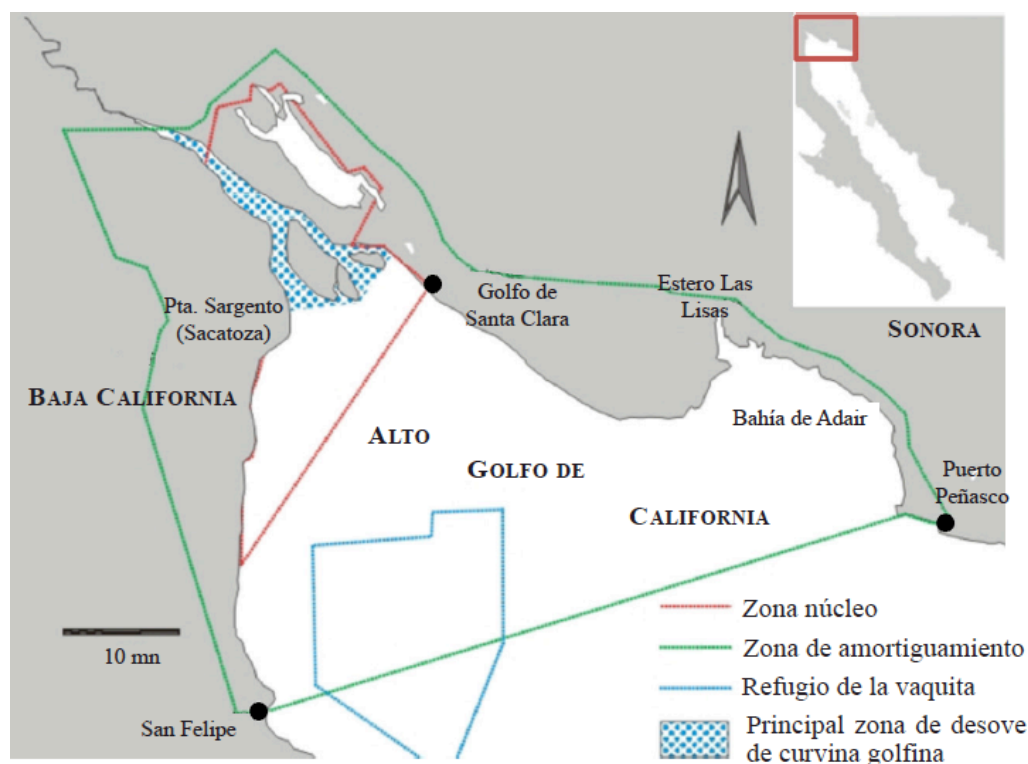 Estero Las
Lisas
Golfo de
Santa Clara
Pta. Sargento
(Sacatoza)
SONORA
BAJA CALIFORNIA
Bahía de Adair
ALTO
GOLFO DE
CALIFORNIA
Puerto
Peñasco
10 mn
San Felipe
Zona núcleo
Zona de amortiguamiento
Refugio de la vaquita
Principal zona de desove
de curvina golfina